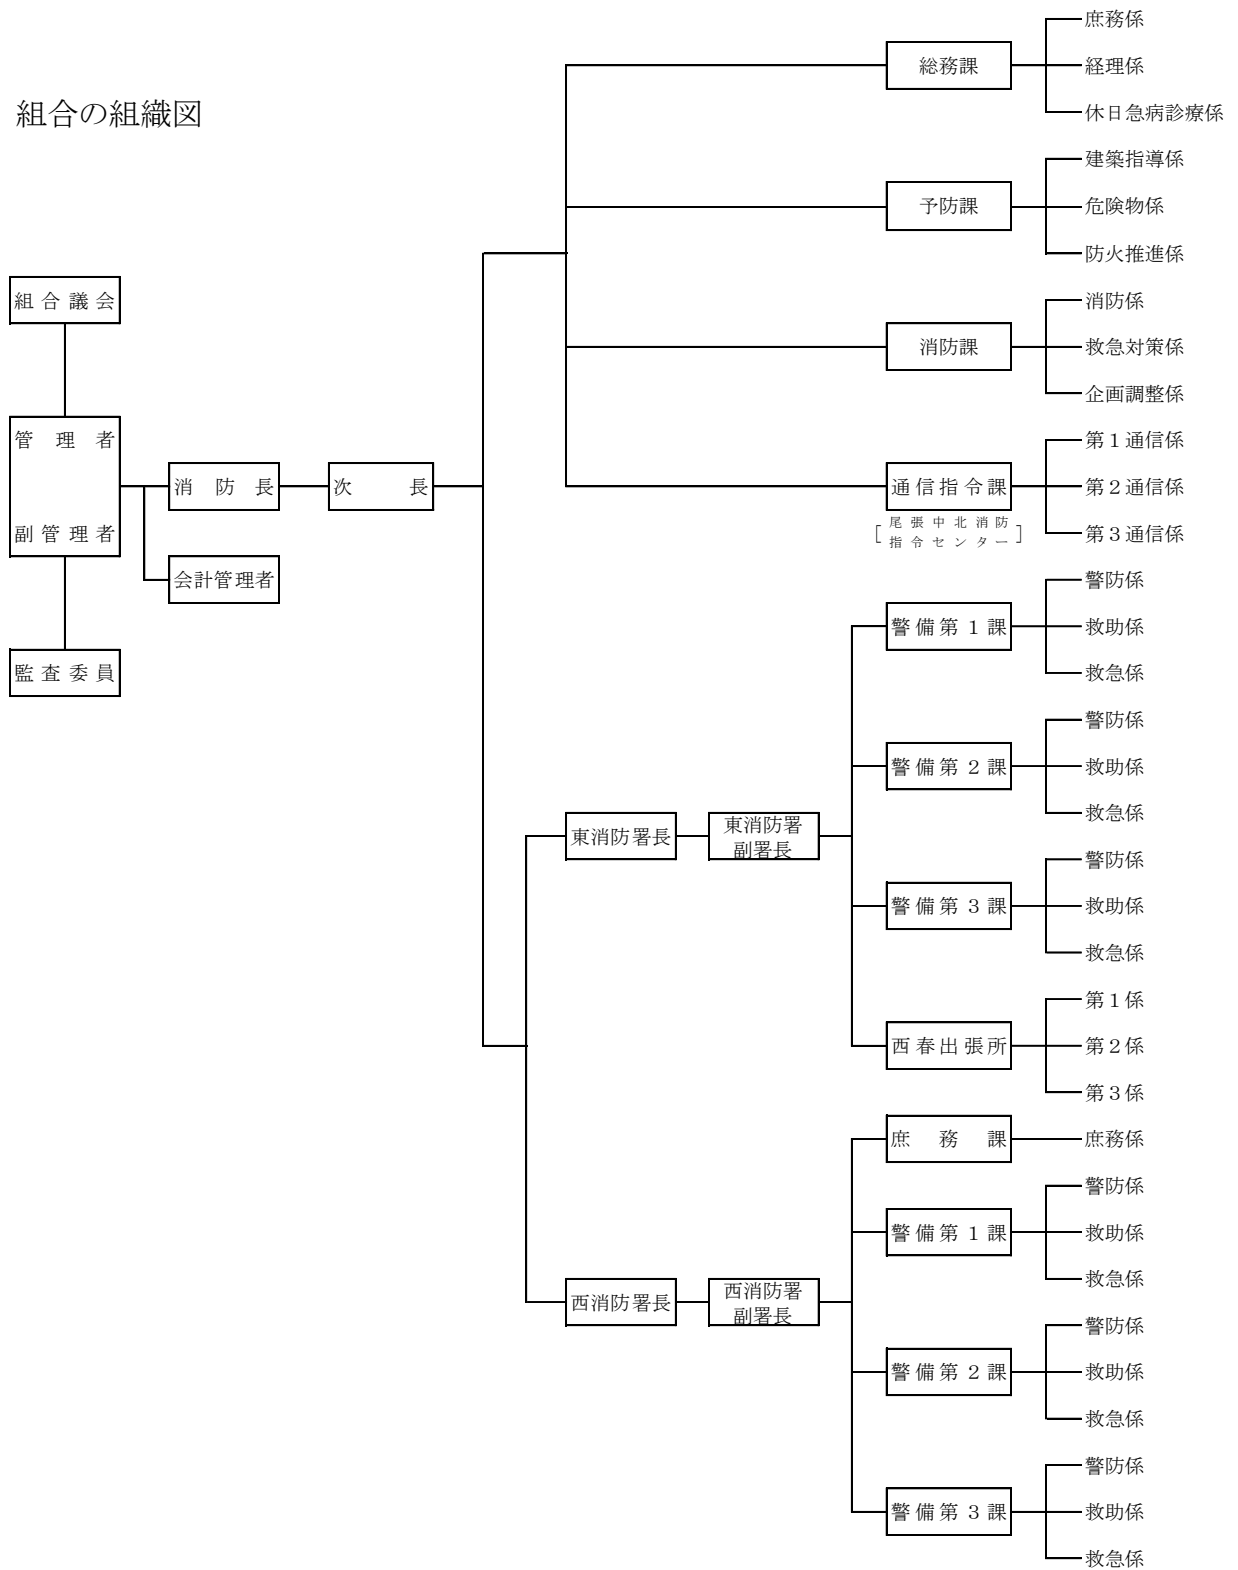 組合の組織図
組合議会
管理者
副管理者
監査委員
消防長
会計管理者
次長
総務課
庶務係
経理係
休日急病診療係
予防課
建築指導係
危険物係
防火推進係
消防課
消防係
救急対策係
企画調整係
通信指令課
[尾張中北消防
指令センター]
第1通信係
第2通信係
第3通信係
東消防署長
東消防署
副署長
警備第1課
警防係
救助係
救急係
警備第2課
警防係
救助係
救急係
警備第3課
警防係
救助係
救急係
西春出張所
第1係
第2係
第3係
西消防署長
西消防署
副署長
庶務課
庶務係
警備第1課
警防係
救助係
救急係
警備第2課
警防係
救助係
救急係
警備第3課
警防係
救助係
救急係